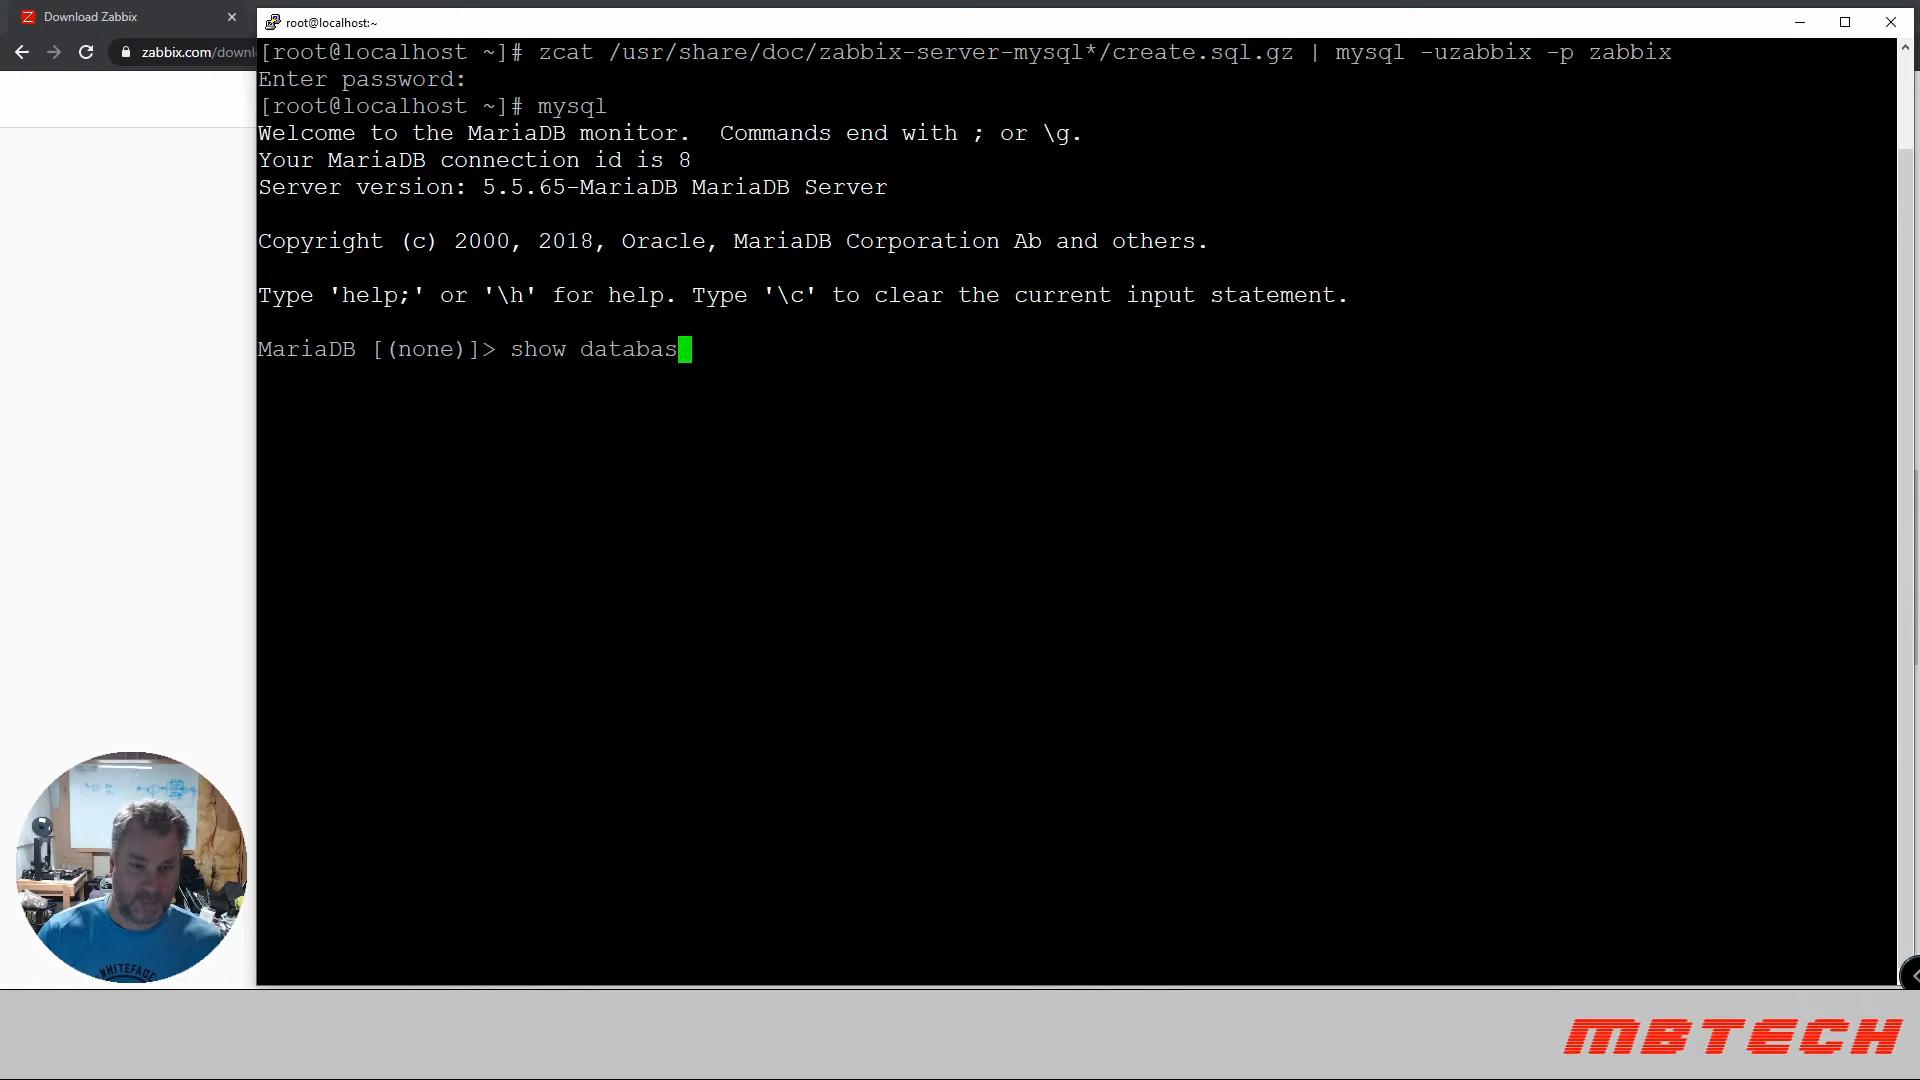 Download Zabbix
root@localhost:~
zabbix.com/downl
[root@localhost ~]# zcat /usr/share/doc/zabbix-server-mysql*/create.sql.gz | mysql -uzabbix -p zabbix
Enter password:
[root@localhost ~]# mysql
Welcome to the MariaDB monitor.  Commands end with ; or \g.
Your MariaDB connection id is 8
Server version: 5.5.65-MariaDB MariaDB Server
Copyright (c) 2000, 2018, Oracle, MariaDB Corporation Ab and others.
Type 'help;' or '\h' for help. Type '\c' to clear the current input statement.
MariaDB [(none)]> show databas
WHITEFACE
MBTECH